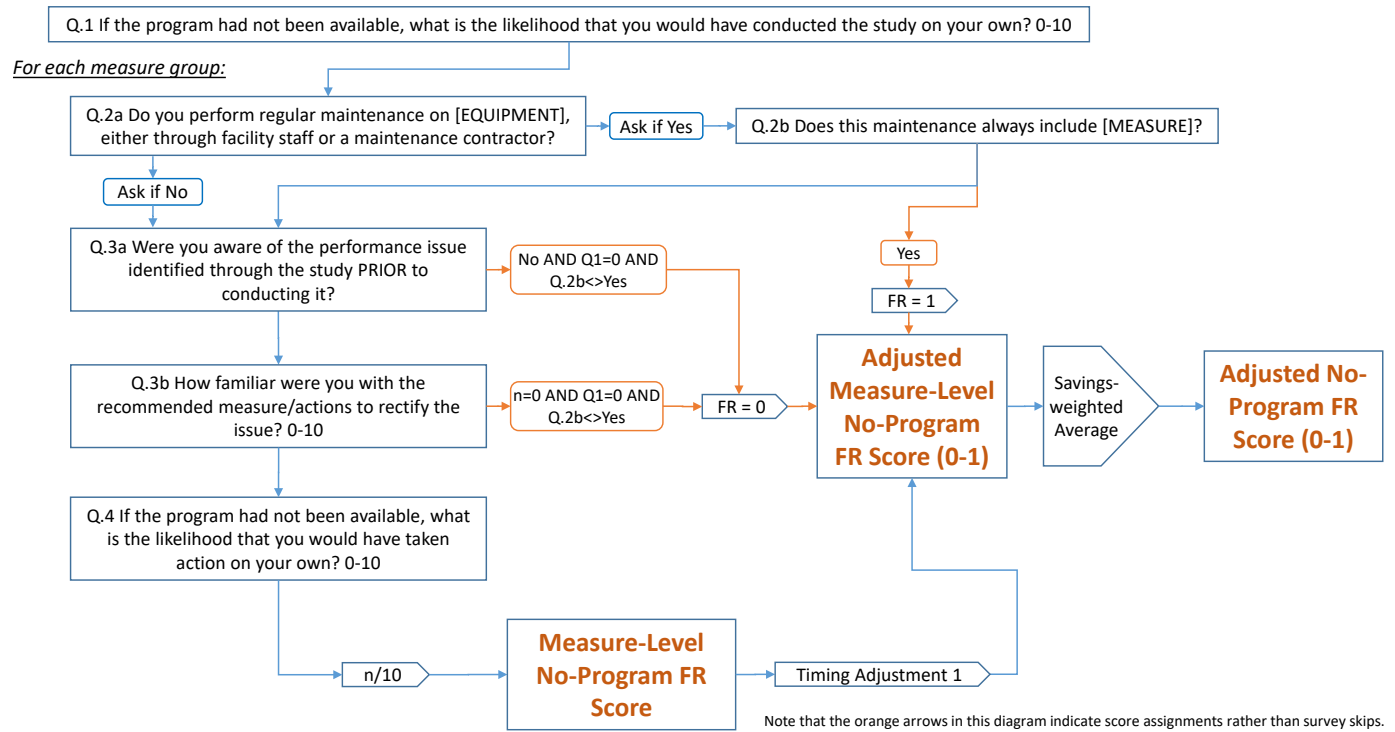 Q.1 If the program had not been available, what is the likelihood that you would have conducted the study on your own? 0-10
For each measure group:
Q.2a Do you perform regular maintenance on [EQUIPMENT],
either through facility staff or a maintenance contractor?
Ask if Yes
Q.2b Does this maintenance always include [MEASURE]?
Ask if No
Q.3a Were you aware of the performance issue
identified through the study PRIOR to
conducting it?
No AND Q1=0 AND
Q.2b<>Yes
Yes
FR = 1
Q.3b How familiar were you with the
recommended measure/actions to rectify the
issue? 0-10
n=0 AND Q1=0 AND
Q.2b<>Yes
FR = 0
Adjusted
Measure-Level
No-Program
FR Score (0-1)
Savings-
weighted
Average
Adjusted No-
Program FR
Score (0-1)
Q.4 If the program had not been available, what
is the likelihood that you would have taken
action on your own? 0-10
n/10
Measure-Level
No-Program FR
Score
Timing Adjustment 1
Note that the orange arrows in this diagram indicate score assignments rather than survey skips.